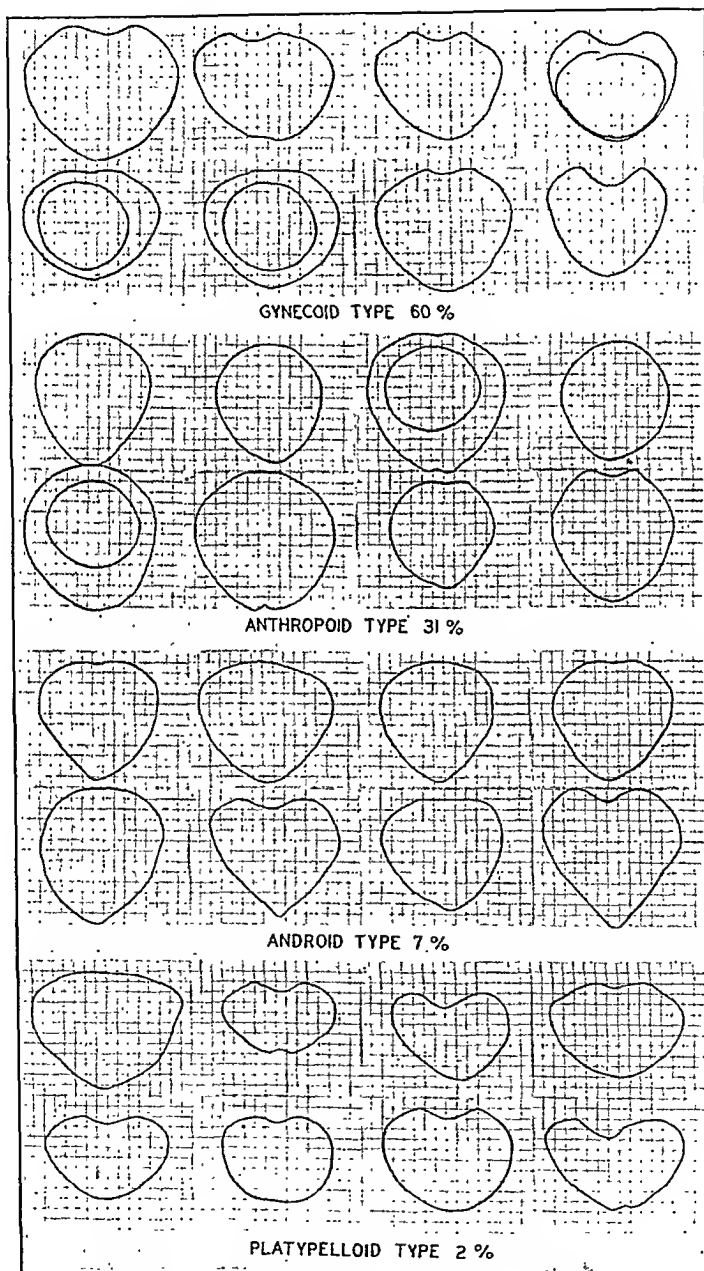 GYNECOID TYPE 60 %
ANTHROPOID TYPE 31 %
ANDROID TYPE 7 %
PLATYPELLOID TYPE 2 %